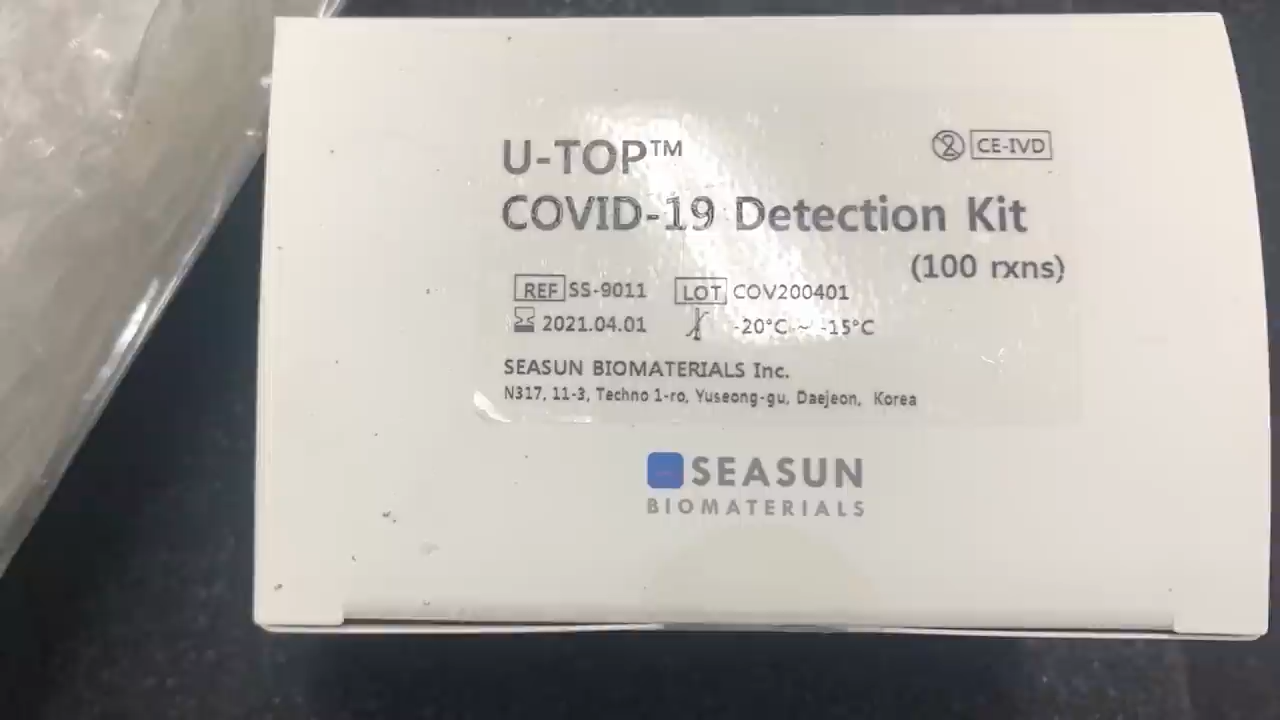 U-TOP™
CE-IVD
COVID-19 Detection Kit
(100 rxns)
REF SS-9011 LOT COV200401
2021.04.01 -20°C ~ -15°C
SEASUN BIOMATERIALS Inc.
N317, 11-3, Techno 1-ro, Yuseong-gu, Daejeon, Korea
SEASUN
BIOMATERIALS